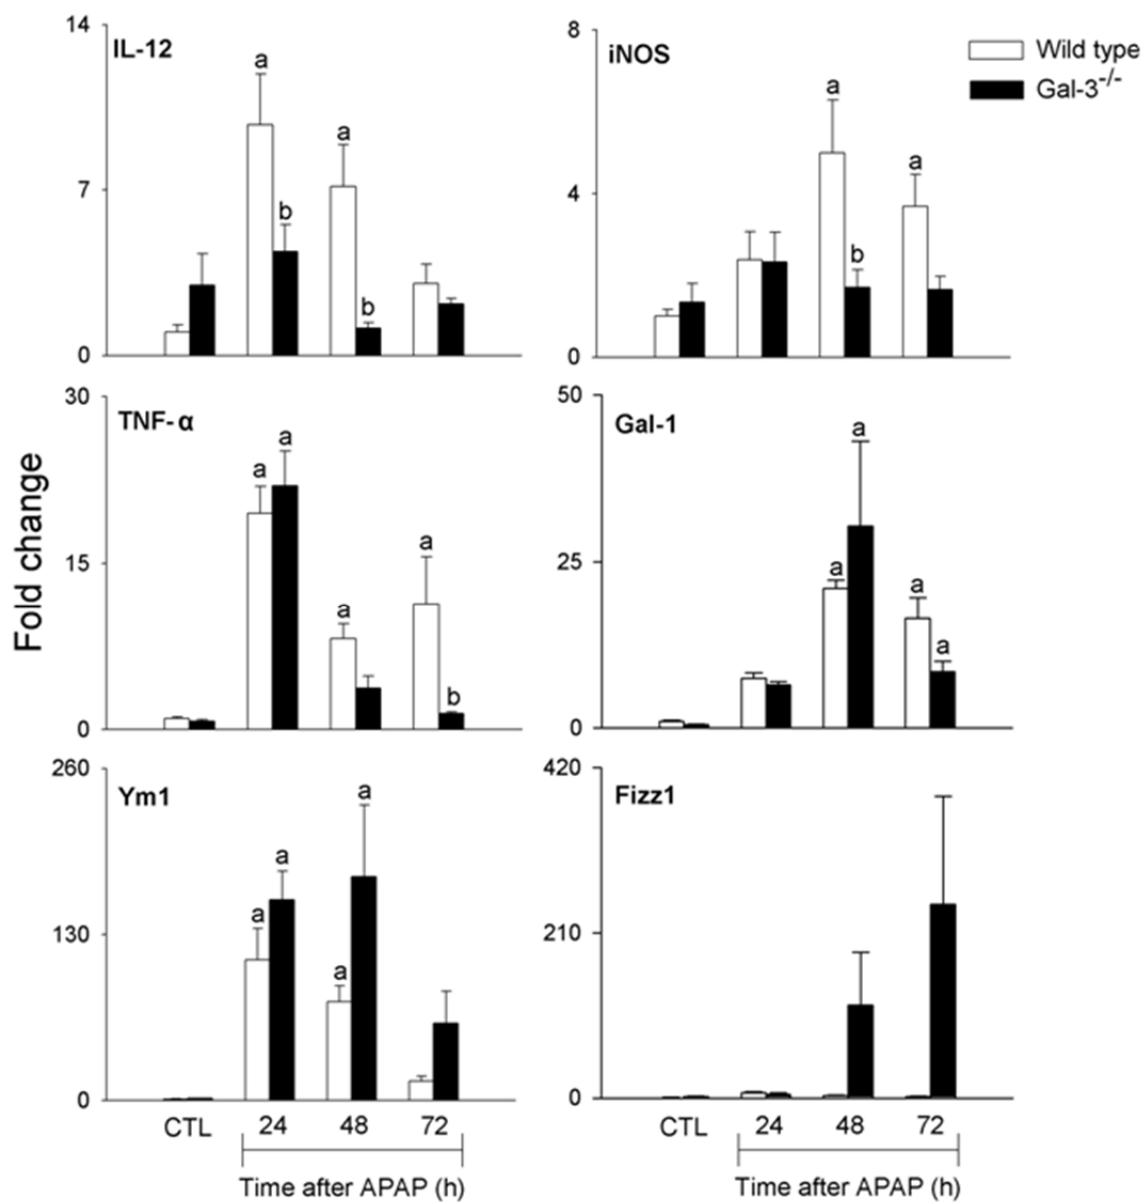 14
IL-12
a
a
7
b
b
0
8
iNOS
Wild type
Gal-3-/-
a
a
4
b
0
30
TNF- α
a
a
a
a
15
b
0
50
Gal-1
a
a
a
a
25
0
Fold change
260
Ym1
a
a
a
a
130
0
CTL 24 48 72
Time after APAP (h)
420
Fizz1
210
0
CTL 24 48 72
Time after APAP (h)